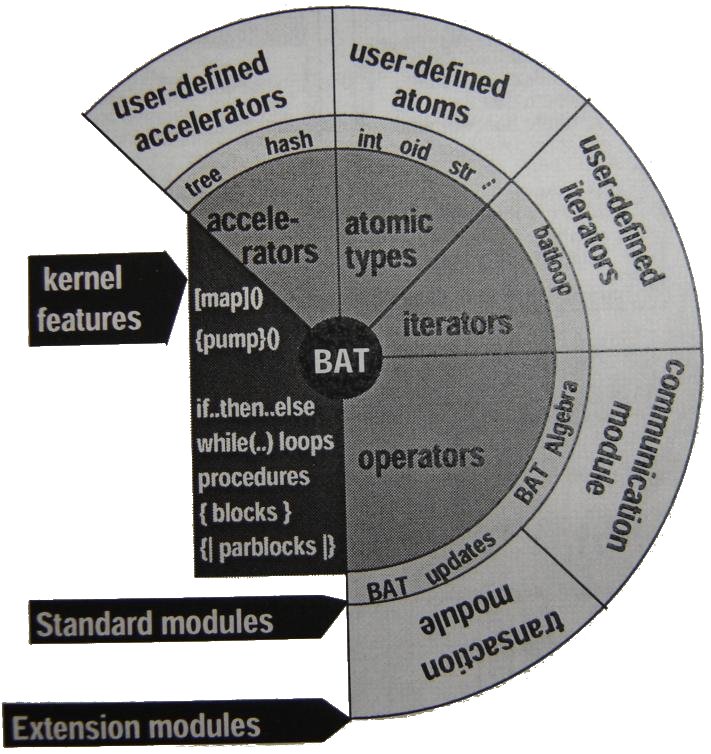 user-defined
accelerators
user-defined
atoms
user-defined
iterators
communication
module
transaction
module
tree
hash
int oid str ...
batloop
BAT Algebra
BAT updates
accele-
rators
atomic
types
iterators
operators
BAT
kernel
features
[map]()
{pump}()
if..then..else
while(..) loops
procedures
{ blocks }
{| parblocks |}
Standard modules
Extension modules